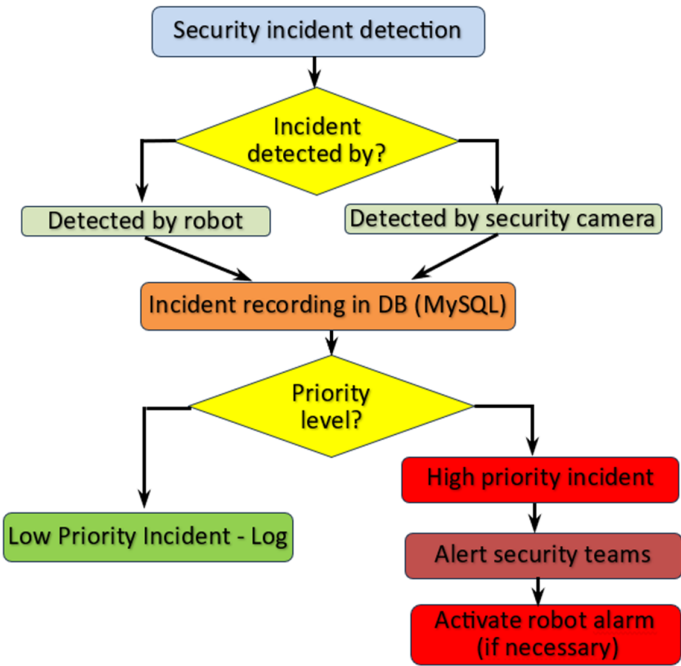 Security incident detection
Incident
detected by?
Detected by robot
Detected by security camera
Incident recording in DB (MySQL)
Priority
level?
High priority incident
Low Priority Incident - Log
Alert security teams
Activate robot alarm
(if necessary)